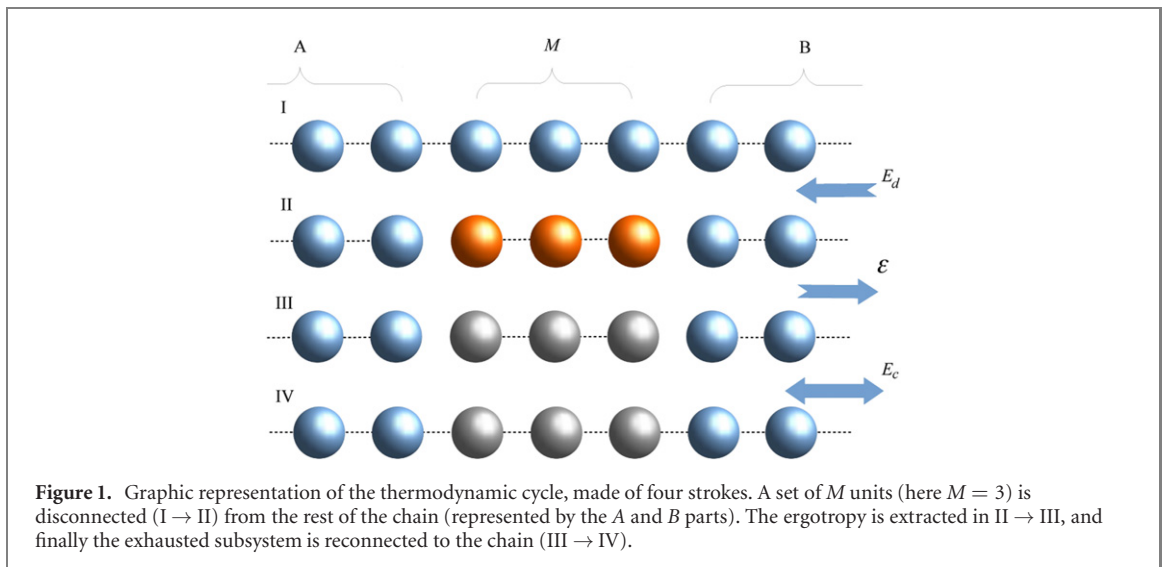 A M B
I
E_d
II
ε
III
E_c
IV
Figure 1. Graphic representation of the thermodynamic cycle, made of four strokes. A set of M units (here M = 3) is
disconnected (I → II) from the rest of the chain (represented by the A and B parts). The ergotropy is extracted in II → III, and
finally the exhausted subsystem is reconnected to the chain (III → IV).